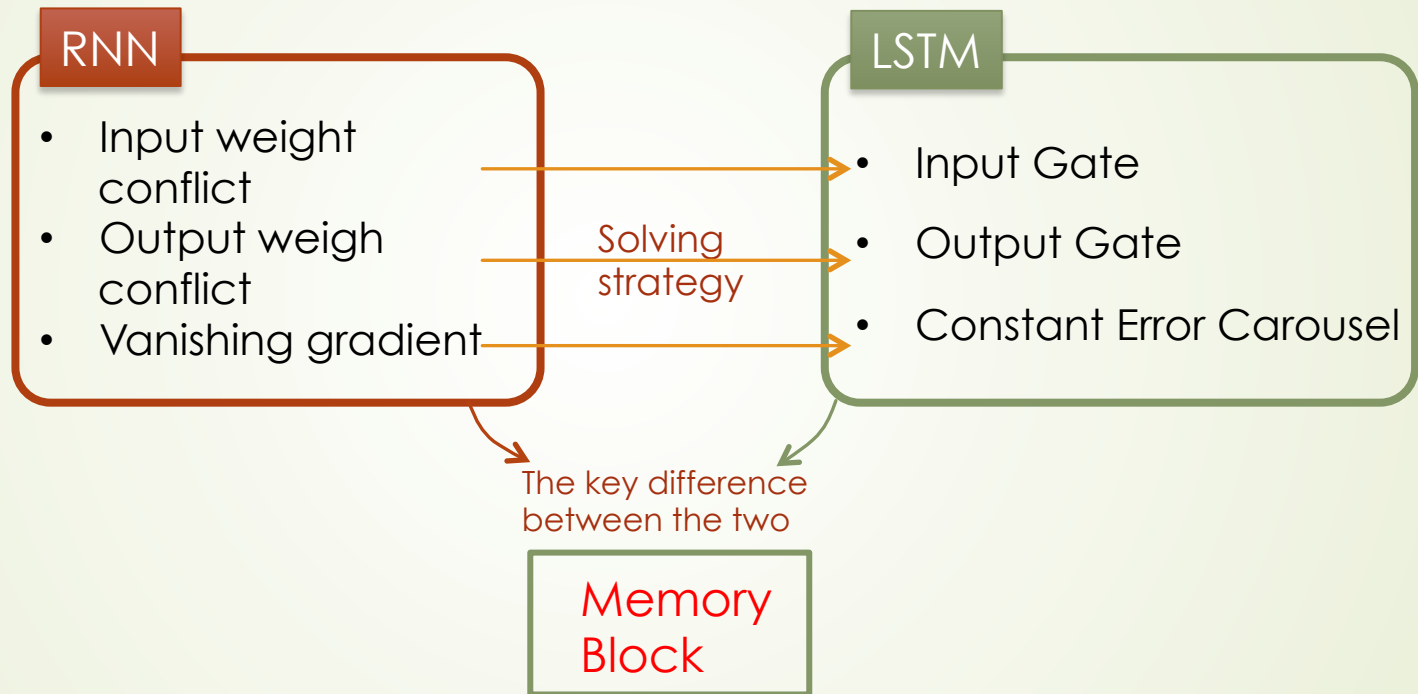 RNN
• Input weight
conflict
• Output weigh
conflict
• Vanishing gradient
Solving
strategy
LSTM
• Input Gate
• Output Gate
• Constant Error Carousel
The key difference
between the two
Memory
Block